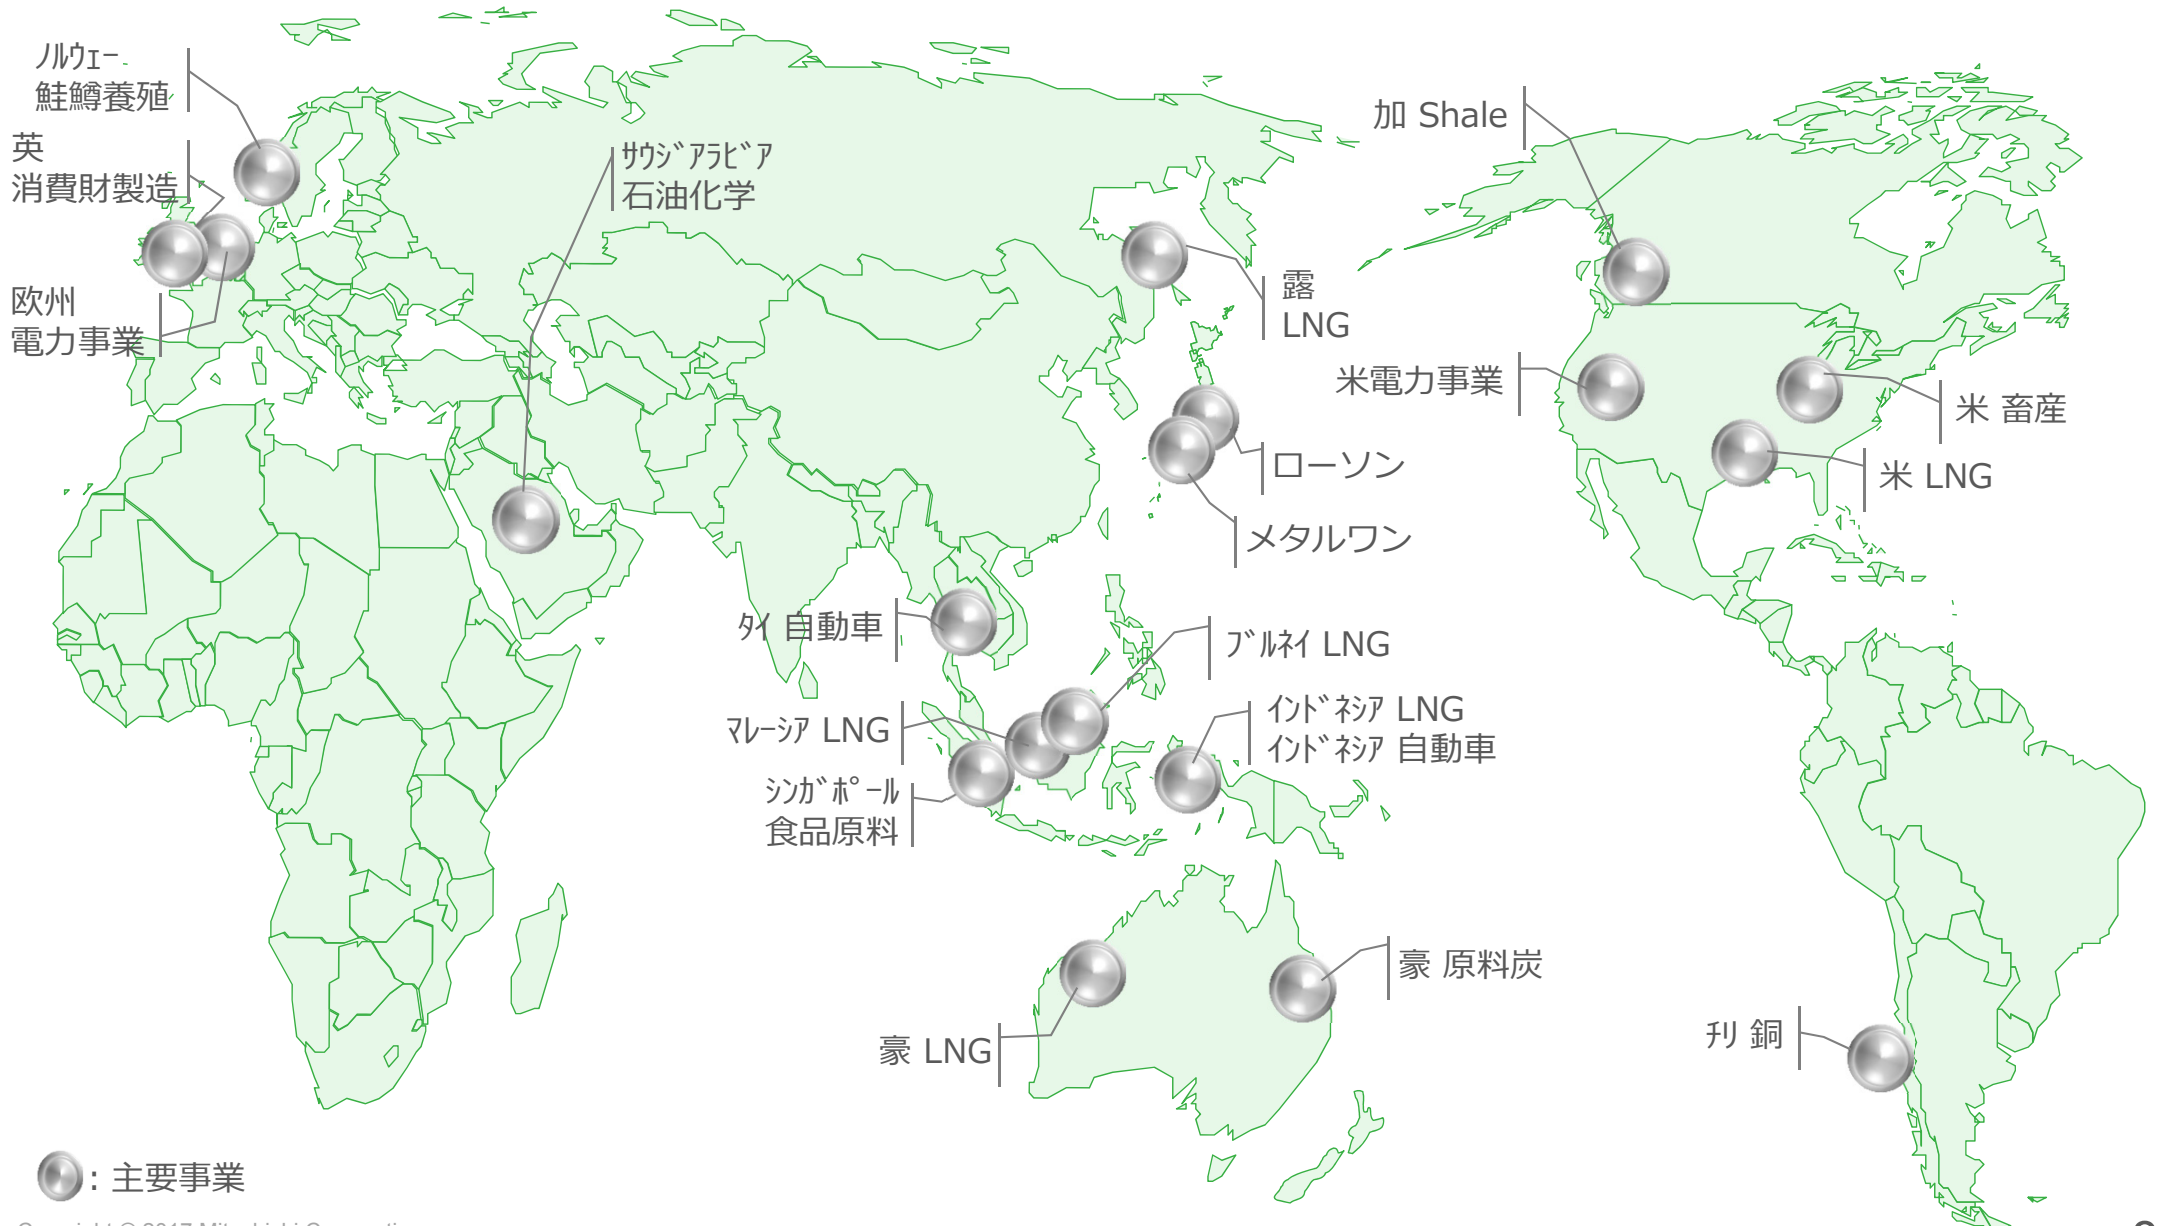 ﾉﾙｳｪｰ
鮭鱒養殖
英
消費財製造
欧州
電力事業
ｻｳｼﾞｱﾗﾋﾞｱ
石油化学
加 Shale
露
LNG
米電力事業
米 畜産
ローソン
米 LNG
メタルワン
ﾀｲ 自動車
ﾌﾞﾙﾈｲ LNG
ﾏﾚｰｼｱ LNG
ｲﾝﾄﾞﾈｼｱ LNG
ｲﾝﾄﾞﾈｼｱ 自動車
ｼﾝｶﾞﾎﾟｰﾙ
食品原料
豪 原料炭
豪 LNG
ﾁﾘ 銅
: 主要事業